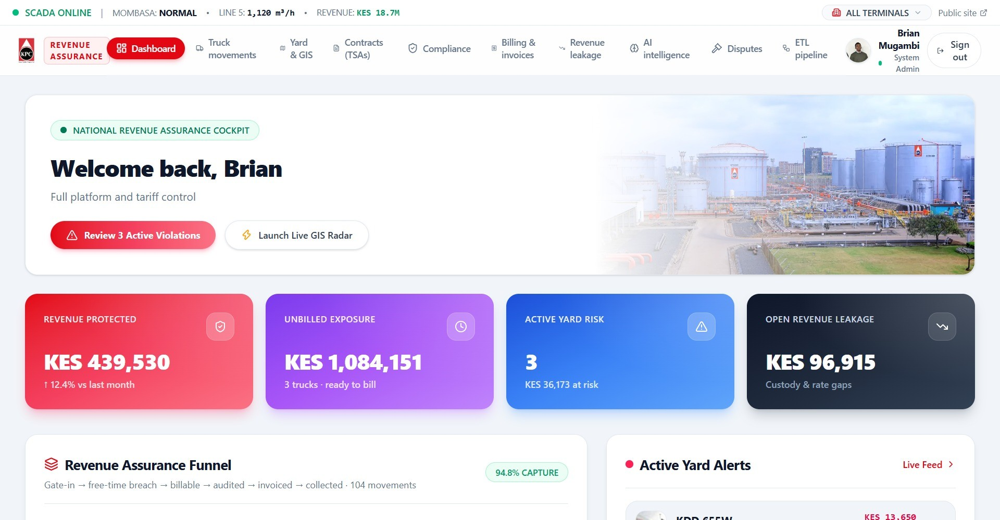 SCADA ONLINE | MOMBASA: NORMAL • LINE 5: 1,120 m³/h • REVENUE: KES 18.7M
ALL TERMINALS
Public site
KPC
REVENUE
ASSURANCE
Dashboard
Truck
movements
Yard
& GIS
Contracts
(TSAs)
Compliance
Billing &
invoices
Revenue
leakage
AI
intelligence
Disputes
ETL
pipeline
Brian
Mugambi
System
Admin
Sign
out
NATIONAL REVENUE ASSURANCE COCKPIT
Welcome back, Brian
Full platform and tariff control
Review 3 Active Violations
Launch Live GIS Radar
REVENUE PROTECTED
KES 439,530
↑ 12.4% vs last month
UNBILLED EXPOSURE
KES 1,084,151
3 trucks · ready to bill
ACTIVE YARD RISK
3
KES 36,173 at risk
OPEN REVENUE LEAKAGE
KES 96,915
Custody & rate gaps
Revenue Assurance Funnel
94.8% CAPTURE
Gate-in → free-time breach → billable → audited → invoiced → collected · 104 movements
Active Yard Alerts
Live Feed
KDD 655W
KES 13,650